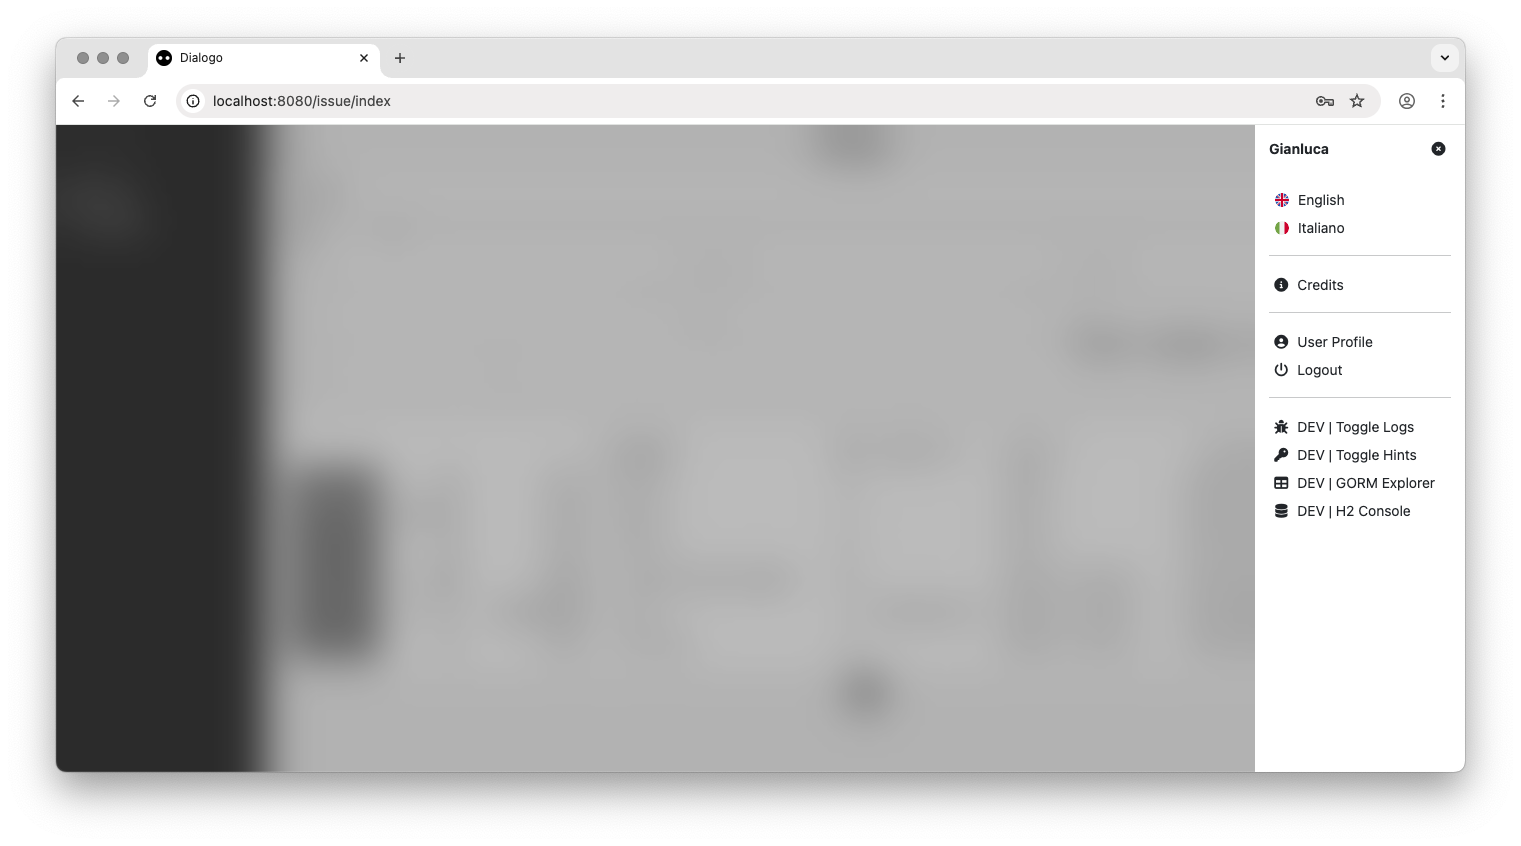 Dialogo
localhost:8080/issue/index
Gianluca
English
Italiano
Credits
User Profile
Logout
DEV | Toggle Logs
DEV | Toggle Hints
DEV | GORM Explorer
DEV | H2 Console